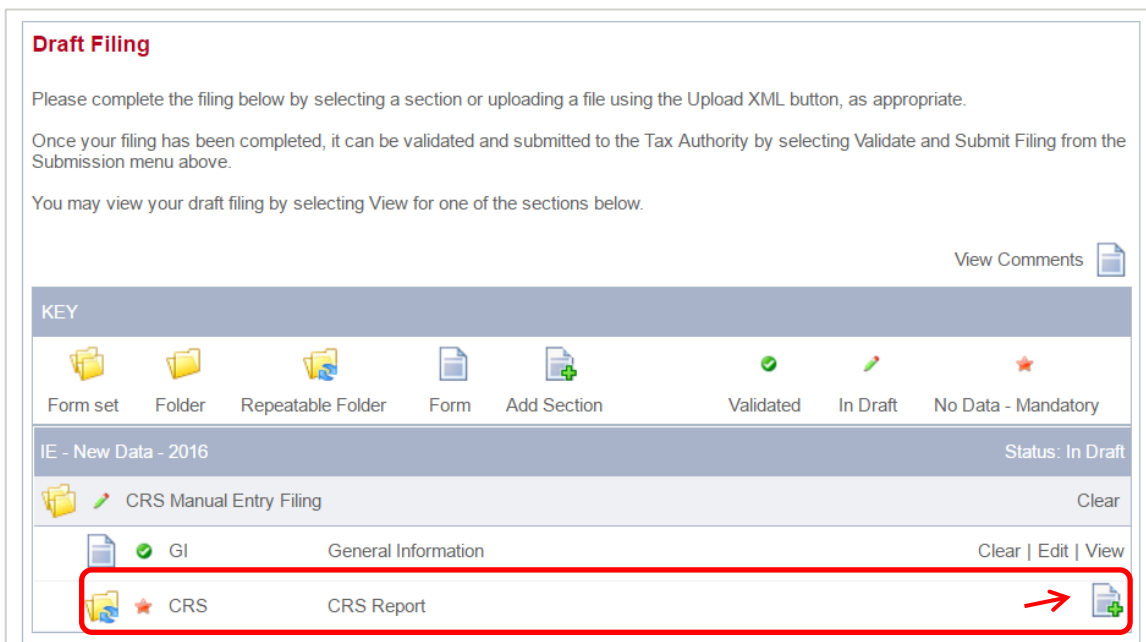 Draft Filing
Please complete the filing below by selecting a section or uploading a file using the Upload XML button, as appropriate.
Once your filing has been completed, it can be validated and submitted to the Tax Authority by selecting Validate and Submit Filing from the
Submission menu above.
You may view your draft filing by selecting View for one of the sections below.
View Comments
KEY
Form set Folder Repeatable Folder Form Add Section Validated In Draft No Data - Mandatory
IE - New Data - 2016 Status: In Draft
CRS Manual Entry Filing Clear
GI General Information Clear | Edit | View
CRS CRS Report